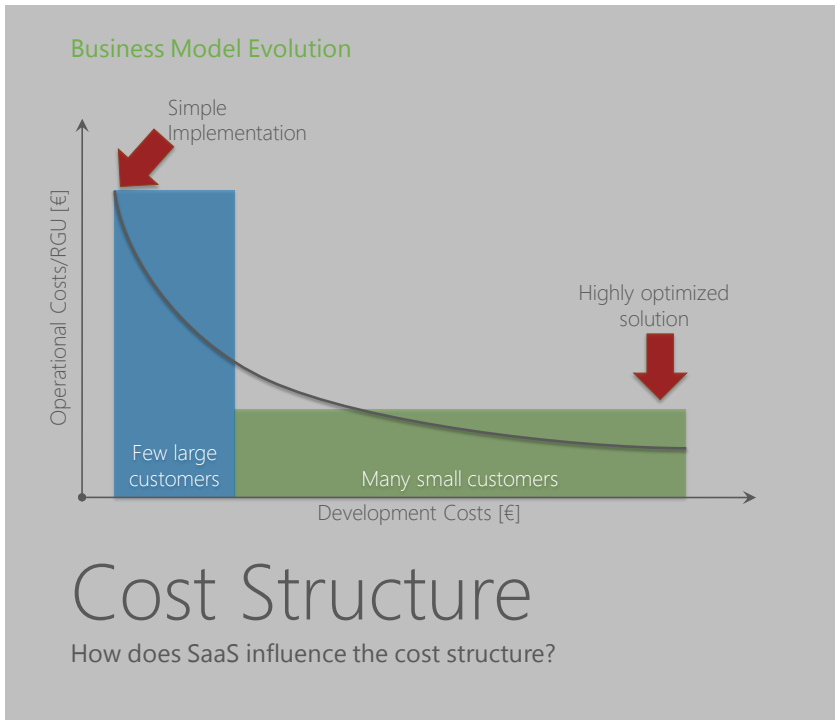 Business Model Evolution
Simple
Implementation
Operational Costs/RGU [€]
Highly optimized
solution
Few large
customers
Many small customers
Development Costs [€]
Cost Structure
How does SaaS influence the cost structure?